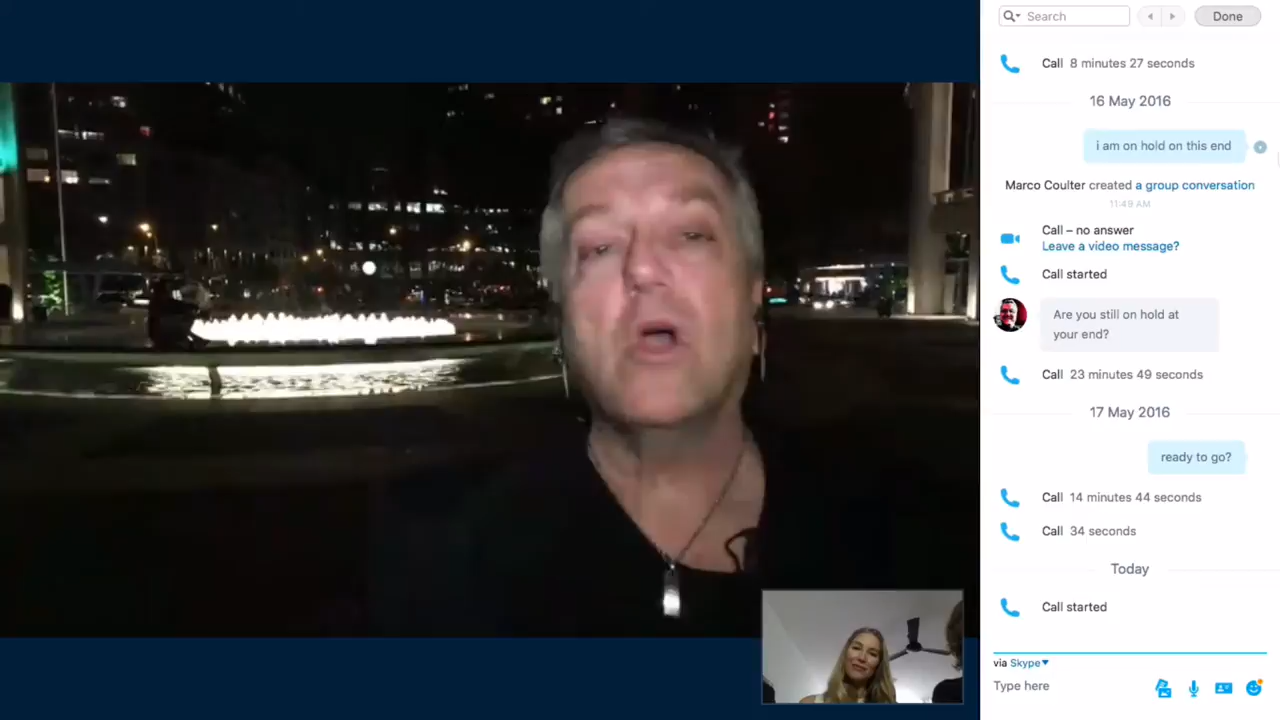 Search
Done
Call 8 minutes 27 seconds
16 May 2016
i am on hold on this end
Marco Coulter created a group conversation
11:49 AM
Call – no answer
Leave a video message?
Call started
Are you still on hold at
your end?
Call 23 minutes 49 seconds
17 May 2016
ready to go?
Call 14 minutes 44 seconds
Call 34 seconds
Today
Call started
via Skype
Type here